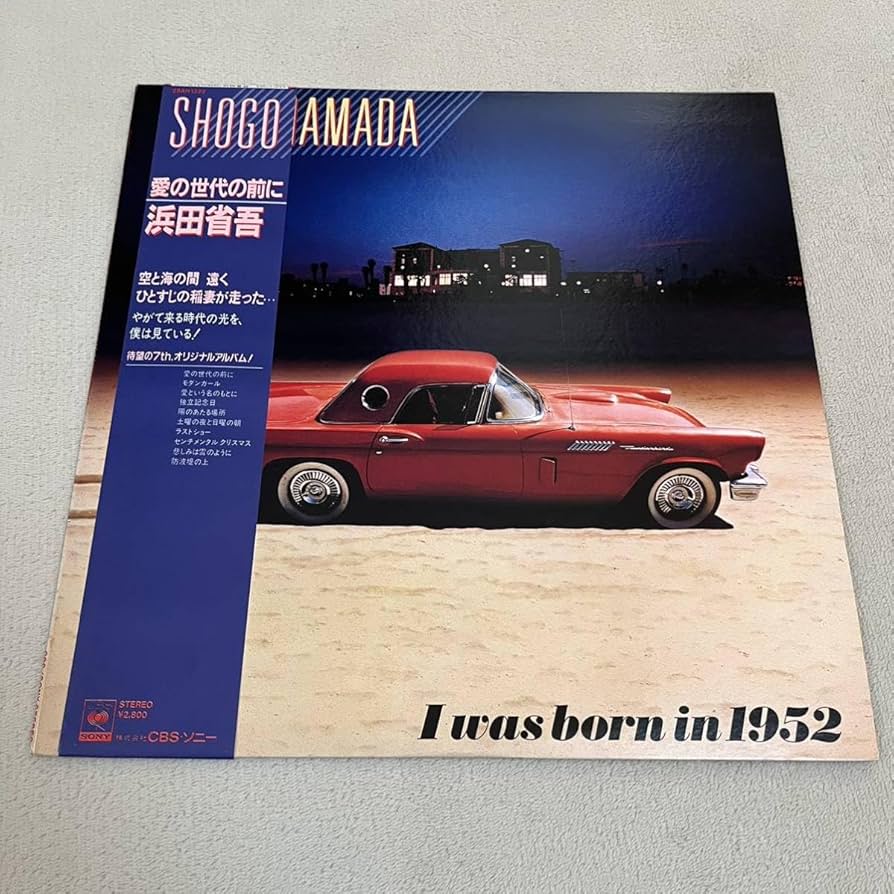 SHOGO AMADA
愛の世代の前に
浜田省吾
空と海の間 遠く
ひとすじの稲妻が走った‥
やがて来る時代の光を、
僕は見ている!
待望の7th.オリジナルアルバム!
愛の世代の前に
モダンガール
愛という名のもとに
独立記念日
陽のあたる場所
土曜の夜と日曜の朝
ラストショー
センチメンタル クリスマス
悲しみは雪のように
防波堤の上
I was born in 1952
STEREO
¥2,800
SONY
株式会社 CBS・ソニー